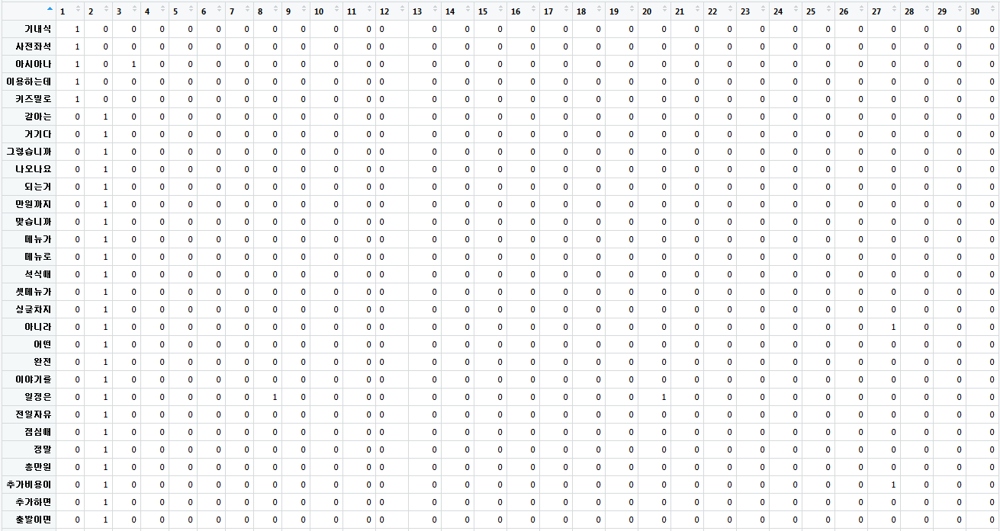 1 2 3 4 5 6 7 8 9 10 11 12 13 14 15 16 17 18 19 20 21 22 23 24 25 26 27 28 29 30
기내식 1 0 0 0 0 0 0 0 0 0 0 0 0 0 0 0 0 0 0 0 0 0 0 0 0 0 0 0 0 0
사전좌석 1 0 0 0 0 0 0 0 0 0 0 0 0 0 0 0 0 0 0 0 0 0 0 0 0 0 0 0 0 0
아시아나 1 0 1 0 0 0 0 0 0 0 0 0 0 0 0 0 0 0 0 0 0 0 0 0 0 0 0 0 0 0
이용하는데 1 0 0 0 0 0 0 0 0 0 0 0 0 0 0 0 0 0 0 0 0 0 0 0 0 0 0 0 0 0
키즈밀로 1 0 0 0 0 0 0 0 0 0 0 0 0 0 0 0 0 0 0 0 0 0 0 0 0 0 0 0 0 0
갈아는 0 1 0 0 0 0 0 0 0 0 0 0 0 0 0 0 0 0 0 0 0 0 0 0 0 0 0 0 0 0
거기다 0 1 0 0 0 0 0 0 0 0 0 0 0 0 0 0 0 0 0 0 0 0 0 0 0 0 0 0 0 0
그렇습니까 0 1 0 0 0 0 0 0 0 0 0 0 0 0 0 0 0 0 0 0 0 0 0 0 0 0 0 0 0 0
나오나요 0 1 0 0 0 0 0 0 0 0 0 0 0 0 0 0 0 0 0 0 0 0 0 0 0 0 0 0 0 0
되는거 0 1 0 0 0 0 0 0 0 0 0 0 0 0 0 0 0 0 0 0 0 0 0 0 0 0 0 0 0 0
만원까지 0 1 0 0 0 0 0 0 0 0 0 0 0 0 0 0 0 0 0 0 0 0 0 0 0 0 0 0 0 0
맞습니까 0 1 0 0 0 0 0 0 0 0 0 0 0 0 0 0 0 0 0 0 0 0 0 0 0 0 0 0 0 0
메뉴가 0 1 0 0 0 0 0 0 0 0 0 0 0 0 0 0 0 0 0 0 0 0 0 0 0 0 0 0 0 0
메뉴로 0 1 0 0 0 0 0 0 0 0 0 0 0 0 0 0 0 0 0 0 0 0 0 0 0 0 0 0 0 0
석식때 0 1 0 0 0 0 0 0 0 0 0 0 0 0 0 0 0 0 0 0 0 0 0 0 0 0 0 0 0 0
셋메뉴가 0 1 0 0 0 0 0 0 0 0 0 0 0 0 0 0 0 0 0 0 0 0 0 0 0 0 0 0 0 0
싱글차지 0 1 0 0 0 0 0 0 0 0 0 0 0 0 0 0 0 0 0 0 0 0 0 0 0 0 0 0 0 0
아니라 0 1 0 0 0 0 0 0 0 0 0 0 0 0 0 0 0 0 0 0 0 0 0 0 0 0 1 0 0 0
어떤 0 1 0 0 0 0 0 0 0 0 0 0 0 0 0 0 0 0 0 0 0 0 0 0 0 0 0 0 0 0
완전 0 1 0 0 0 0 0 0 0 0 0 0 0 0 0 0 0 0 0 0 0 0 0 0 0 0 0 0 0 0
이야기를 0 1 0 0 0 0 0 0 0 0 0 0 0 0 0 0 0 0 0 0 0 0 0 0 0 0 0 0 0 0
일정은 0 1 0 0 0 0 0 1 0 0 0 0 0 0 0 0 0 0 0 1 0 0 0 0 0 0 0 0 0 0
전일자유 0 1 0 0 0 0 0 0 0 0 0 0 0 0 0 0 0 0 0 0 0 0 0 0 0 0 0 0 0 0
점심때 0 1 0 0 0 0 0 0 0 0 0 0 0 0 0 0 0 0 0 0 0 0 0 0 0 0 0 0 0 0
정말 0 1 0 0 0 0 0 0 0 0 0 0 0 0 0 0 0 0 0 0 0 0 0 0 0 0 0 0 0 0
총만원 0 1 0 0 0 0 0 0 0 0 0 0 0 0 0 0 0 0 0 0 0 0 0 0 0 0 0 0 0 0
추가비용이 0 1 0 0 0 0 0 0 0 0 0 0 0 0 0 0 0 0 0 0 0 0 0 0 0 0 1 0 0 0
추가하면 0 1 0 0 0 0 0 0 0 0 0 0 0 0 0 0 0 0 0 0 0 0 0 0 0 0 0 0 0 0
출발이면 0 1 0 0 0 0 0 0 0 0 0 0 0 0 0 0 0 0 0 0 0 0 0 0 0 0 0 0 0 0